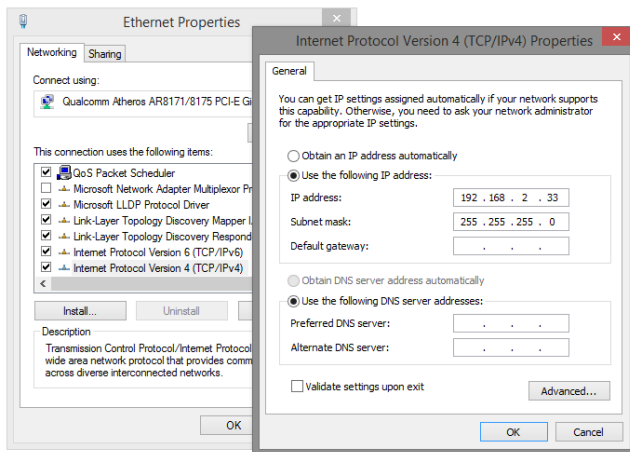 Ethernet Properties
Networking
Sharing
Connect using:
Qualcomm Atheros AR8171/8175 PCI-E
This connection uses the following items:
QoS Packet Scheduler
Microsoft Network Adapter Multiplexor
Microsoft LLDP Protocol Driver
Link-Layer Topology Discovery Mapper
Link-Layer Topology Discovery
Internet Protocol Version 6 (TCP/IPv6)
Internet Protocol Version 4 (TCP/IPv4)
Install...
Uninstall
Description
Transmission Control Protocol/Internet Protocol
wide area network protocol that provides
across diverse interconnected networks.
OK
Internet Protocol Version 4 (TCP/IPv4) Properties
General
You can get IP settings assigned automatically if your network supports
this capability. Otherwise, you need to ask your network administrator
for the appropriate IP settings.
Obtain an IP address automatically
Use the following IP address:
IP address: 192 . 168 . 2 . 33
Subnet mask: 255 . 255 . 255 . 0
Default gateway: . . .
Obtain DNS server address automatically
Use the following DNS server addresses:
Preferred DNS server: . . .
Alternate DNS server: . . .
Validate settings upon exit
Advanced...
OK
Cancel